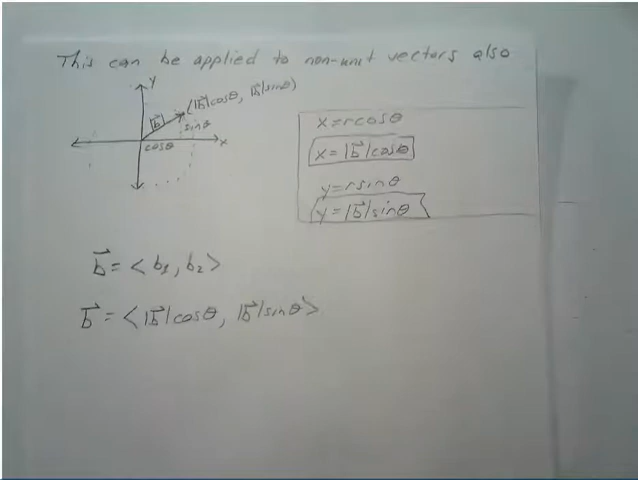 This can be applied to non-unit vectors also
y
(|b⃗|cosθ, |b⃗|sinθ)
|b⃗|
sinθ
cosθ
x
x=rcosθ
x=|b⃗|cosθ
y=rsinθ
y=|b⃗|sinθ
b⃗ = <b₁, b₂>
b⃗ = <|b⃗|cosθ, |b⃗|sinθ>